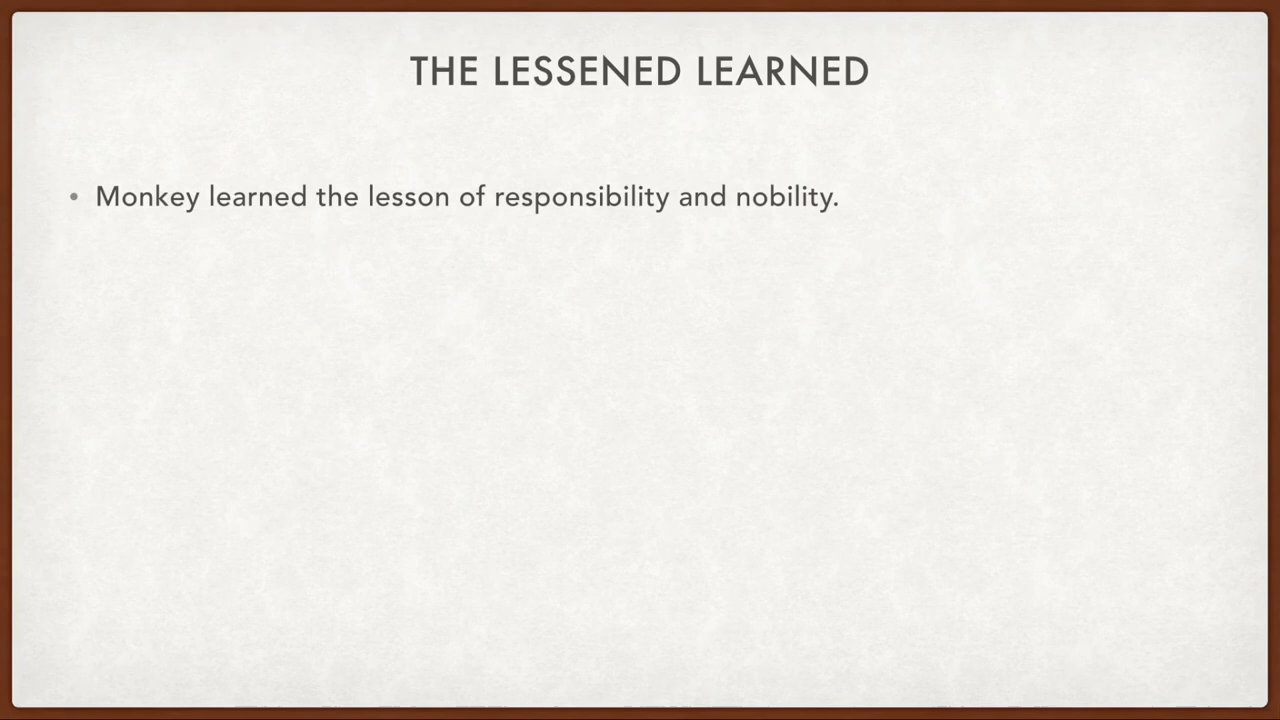 THE LESSENED LEARNED
• Monkey learned the lesson of responsibility and nobility.